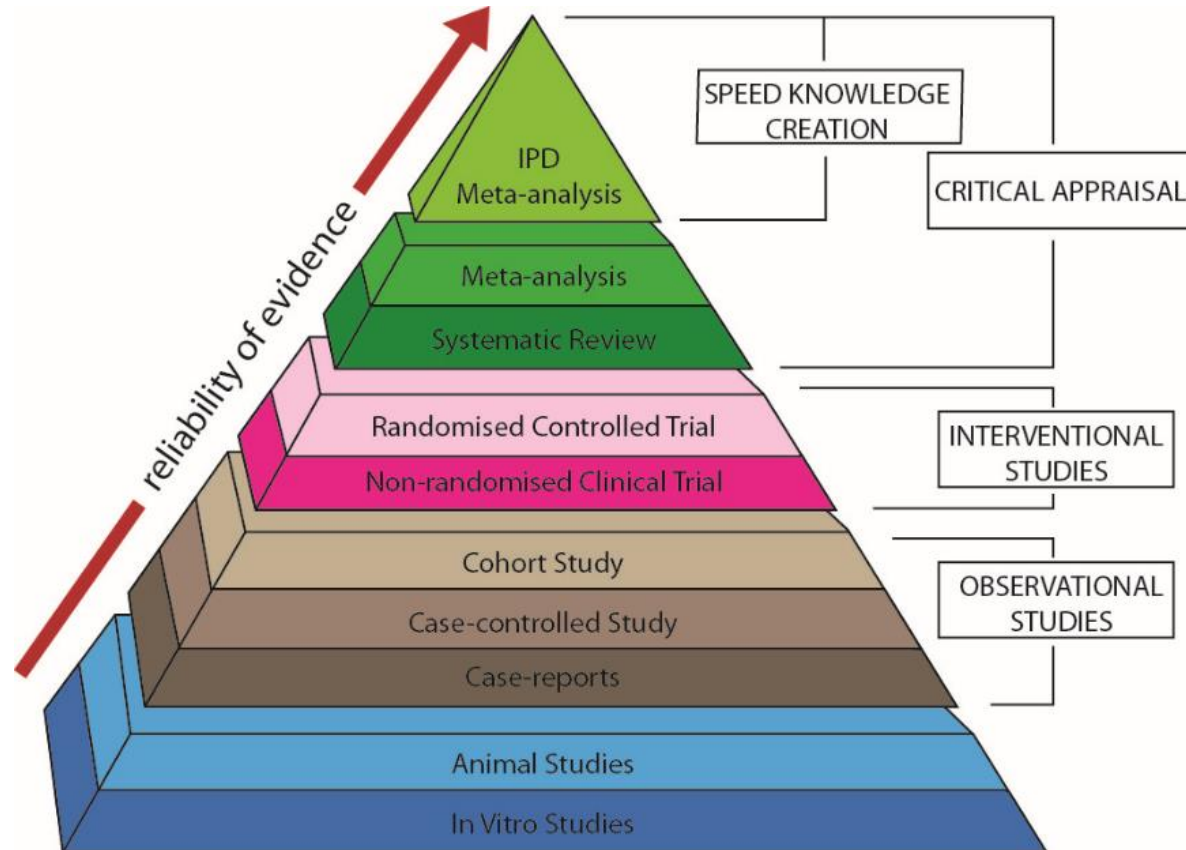 SPEED KNOWLEDGE
CREATION
IPD
Meta-analysis
CRITICAL APPRAISAL
reliability of evidence
Meta-analysis
Systematic Review
Randomised Controlled Trial
INTERVENTIONAL
STUDIES
Non-randomised Clinical Trial
Cohort Study
OBSERVATIONAL
STUDIES
Case-controlled Study
Case-reports
Animal Studies
In Vitro Studies